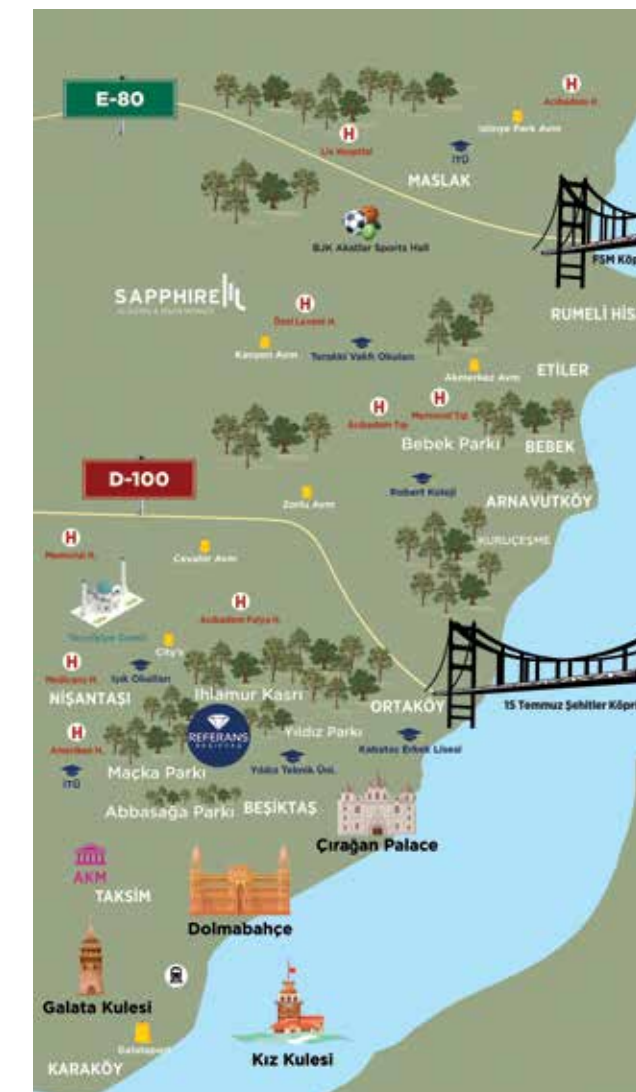 E-80
Acıbadem H.
Liv Hospital
İstinye Park Avm
İTÜ
MASLAK
BJK Akatlar Sports Hall
FSM Köp
SAPPHIRE
RUMELİ HİS
Özel Levent H.
Kanyon Avm
Terakki Vakfı Okulları
Akmerkez Avm
ETİLER
Acıbadem Tıp
Memorial Tıp
Bebek Parkı
BEBEK
D-100
Robert Koleji
Zorlu Avm
ARNAVUTKÖY
KURUÇEŞME
Memorial H.
Cevahir Avm
Acıbadem Fulya H.
City's
Işık Okulları
NİŞANTAŞI
Ihlamur Kasrı
ORTAKÖY
15 Temmuz Şehitler Köpri
REFERANS
BEŞİKTAŞ
Yıldız Parkı
Amerikan H.
Kabataş Erkek Lisesi
İTÜ
Maçka Parkı
Yıldız Teknik Üni.
Abbasağa Parkı
BEŞİKTAŞ
Çırağan Palace
AKM
TAKSİM
Dolmabahçe
Galata Kulesi
Galataport
Kız Kulesi
KARAKÖY